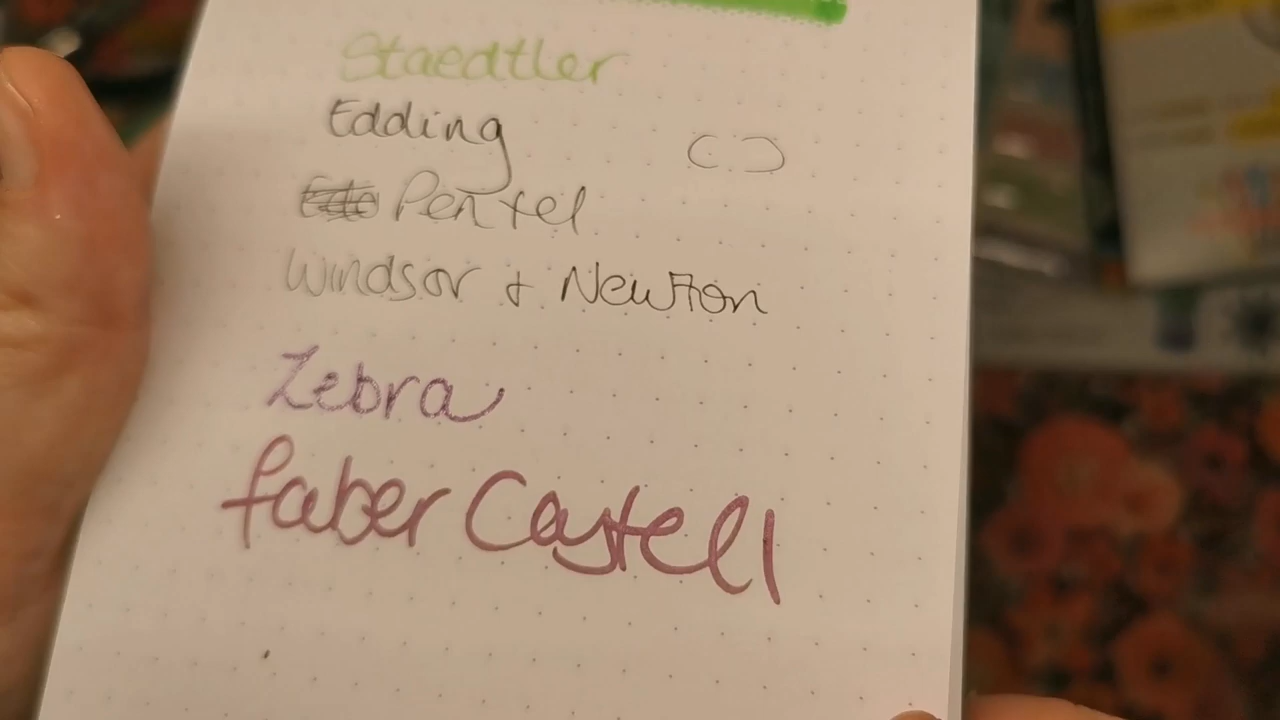 Staedtler
Edding
Pentel
Windsor & Newton
Zebra
faber Castell